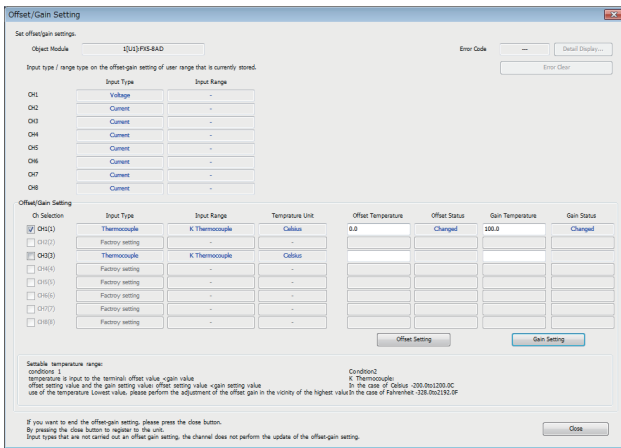 Offset/Gain Setting
Set offset/gain settings.
Object Module 1[U1]:FX5-8AD Error Code --- Detail Display...
Input type / range type on the offset-gain setting of user range that is currently stored. Error Clear
Input Type Input Range
CH1 Voltage -
CH2 Current -
CH3 Current -
CH4 Current -
CH5 Current -
CH6 Current -
CH7 Current -
CH8 Current -
Offset/Gain Setting
Ch Selection Input Type Input Range Temprature Unit Offset Temperature Offset Status Gain Temperature Gain Status
CH1(1) Thermocouple K Thermocouple Celsius 0.0 Changed 100.0 Changed
CH2(2) Factroy setting - -
CH3(3) Thermocouple K Thermocouple Celsius
CH4(4) Factroy setting - -
CH5(5) Factroy setting - -
CH6(6) Factroy setting - -
CH7(7) Factroy setting - -
CH8(8) Factroy setting - -
Offset Setting Gain Setting
Settable temperature range:
conditions 1 Condition2
temperature is input to the terminal: offset value <gain value K Thermocouple:
offset setting value and the gain setting value: offset setting value <gain setting value In the case of Celsius -200.0to1200.0C
use of the temperature Lowest value, please perform the adjustment of the offset gain in the vicinity of the highest value In the case of Fahrenheit -328.0to2192.0F
If you want to end the offset-gain setting, please press the close button.
By pressing the close button to register to the unit. Close
Input types that are not carried out an offset gain setting, the channel does not perform the update of the offset-gain setting.